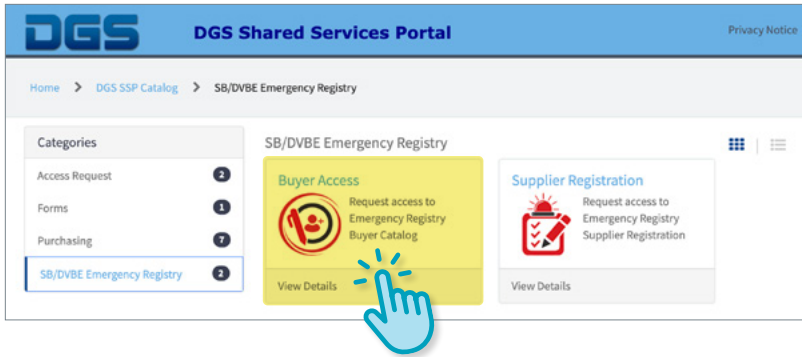 DGS
DGS Shared Services Portal
Privacy Notice
Home > DGS SSP Catalog > SB/DVBE Emergency Registry
Categories
Access Request 2
Forms 1
Purchasing 7
SB/DVBE Emergency Registry 2
SB/DVBE Emergency Registry
Buyer Access
Request access to
Emergency Registry
Buyer Catalog
View Details
Supplier Registration
Request access to
Emergency Registry
Supplier Registration
View Details